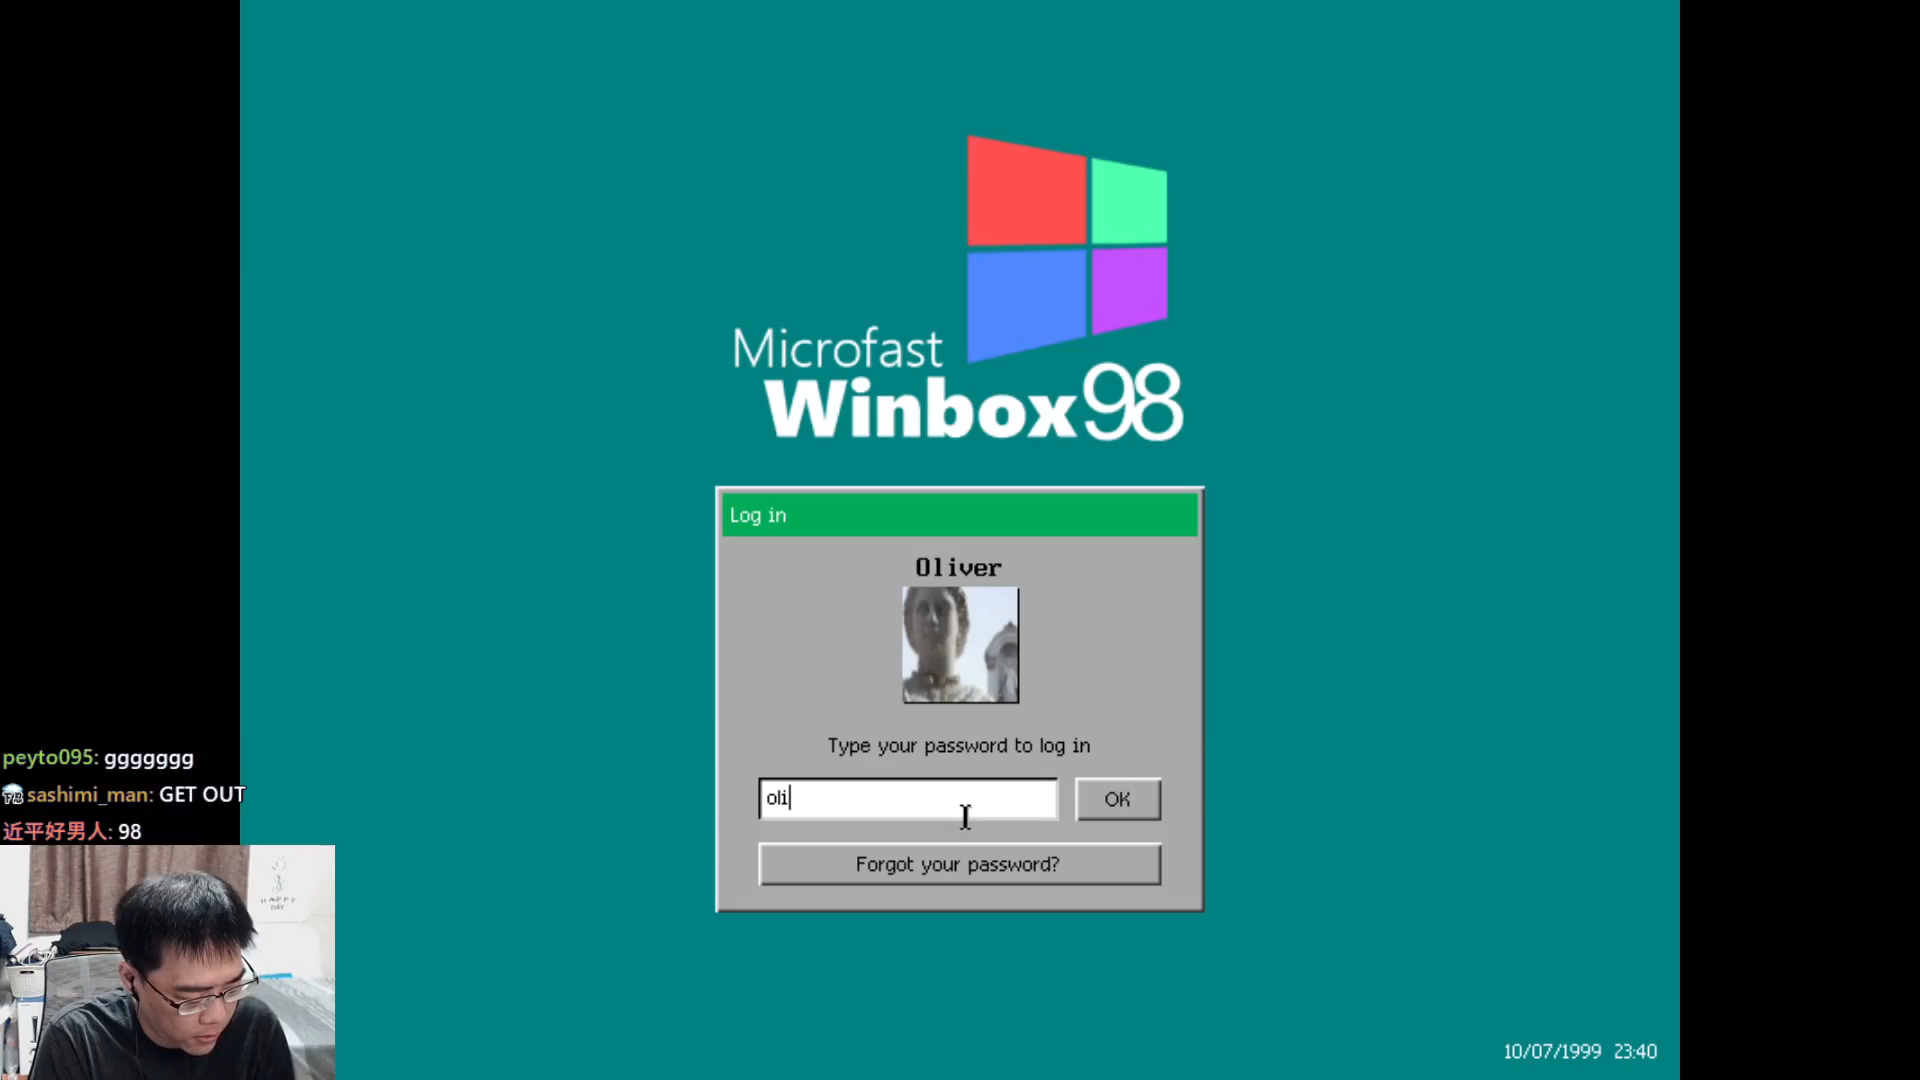 Microfast
Winbox98
Log in
Oliver
Type your password to log in
oli
OK
Forgot your password?
peyto095: ggggggg
sashimi_man: GET OUT
近平好男人: 98
10/07/1999 23:40